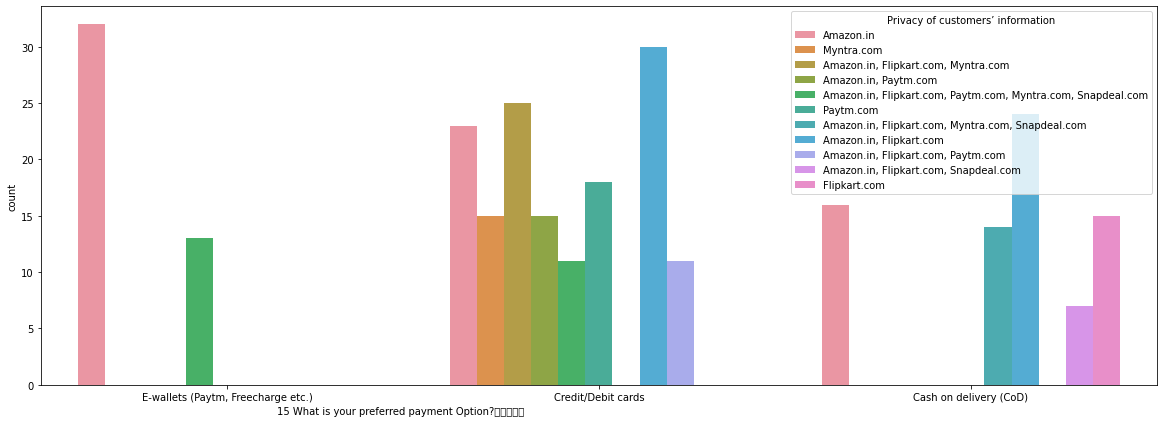 Privacy of customers’ information
Amazon.in
Myntra.com
Amazon.in, Flipkart.com, Myntra.com
Amazon.in, Paytm.com
Amazon.in, Flipkart.com, Paytm.com, Myntra.com, Snapdeal.com
Paytm.com
Amazon.in, Flipkart.com, Myntra.com, Snapdeal.com
Amazon.in, Flipkart.com
Amazon.in, Flipkart.com, Paytm.com
Amazon.in, Flipkart.com, Snapdeal.com
Flipkart.com
30
25
20
15
10
5
0
count
E-wallets (Paytm, Freecharge etc.)
Credit/Debit cards
Cash on delivery (CoD)
15 What is your preferred payment Option?